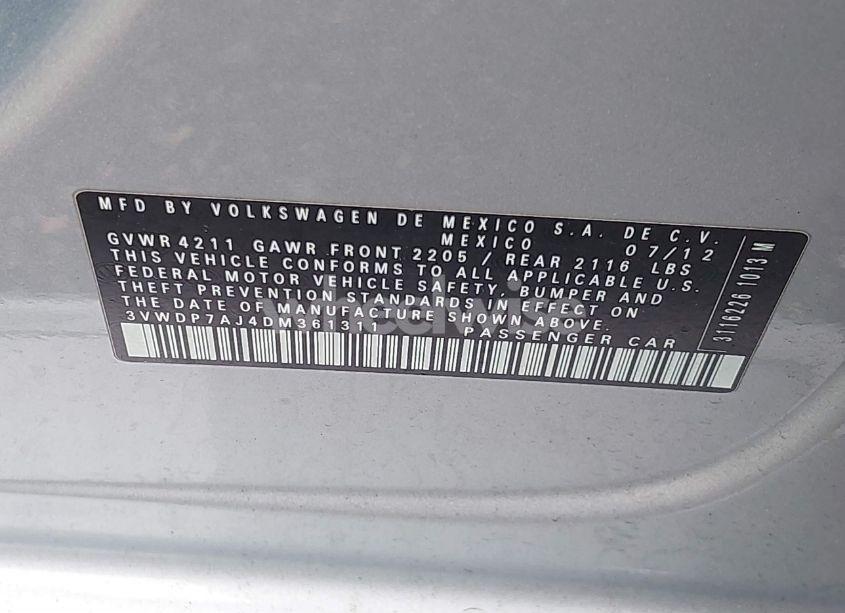 MFD BY VOLKSWAGEN DE MEXICO S.A. DE C.V.
MEXICO 07/12
GVWR 4211 GAWR FRONT 2205 / REAR 2116 LBS
THIS VEHICLE CONFORMS TO ALL APPLICABLE U.S.
FEDERAL MOTOR VEHICLE SAFETY, BUMPER AND
THEFT PREVENTION STANDARDS IN EFFECT ON
THE DATE OF MANUFACTURE SHOWN ABOVE.
3VWDP7AJ4DM361311 PASSENGER CAR
3116226 1013 M